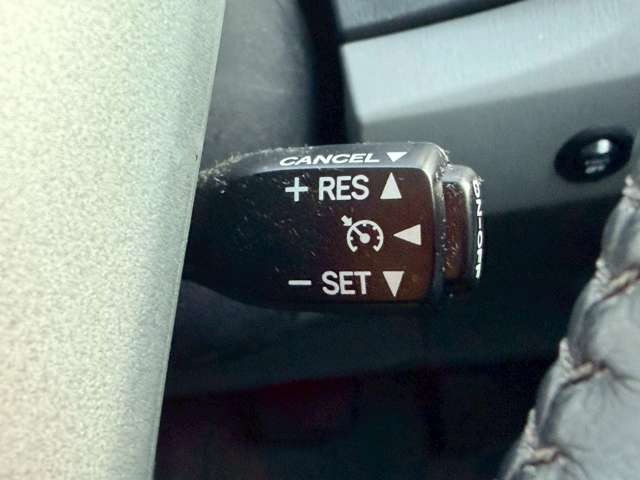 CANCEL ▼
+ RES ▲
◀
− SET ▼
ON-OFF